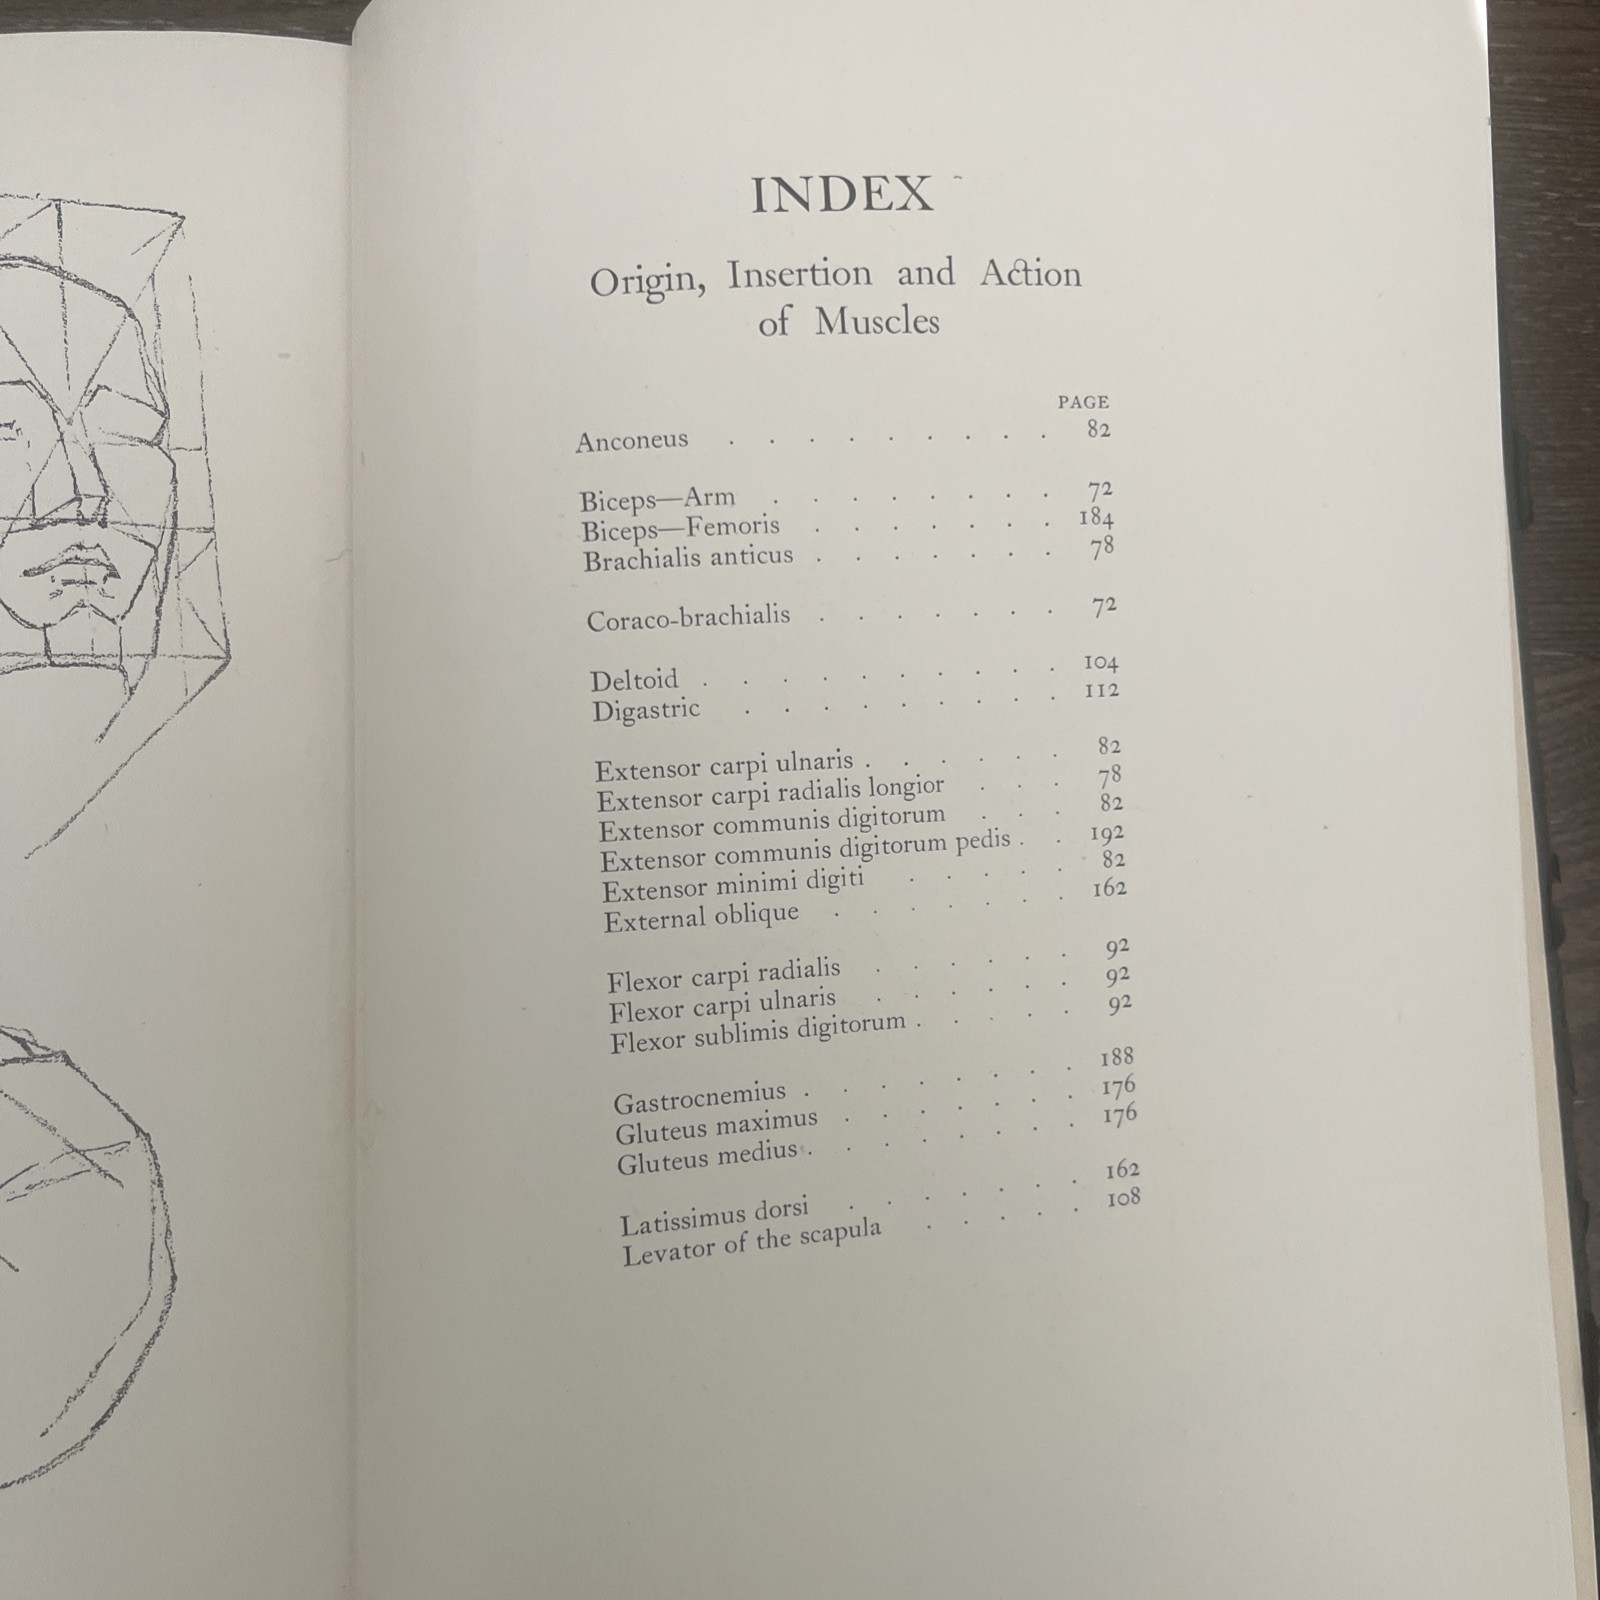 INDEX
Origin, Insertion and Action
of Muscles
PAGE
Anconeus . . . . . . . . . 82
Biceps—Arm . . . . . . . . 72
Biceps—Femoris . . . . . . . 184
Brachialis anticus . . . . . . . 78
Coraco-brachialis . . . . . . . 72
Deltoid . . . . . . . . . . 104
Digastric . . . . . . . . . 112
Extensor carpi ulnaris . . . . . . 82
Extensor carpi radialis longior . . . 78
Extensor communis digitorum . . . 82
Extensor communis digitorum pedis . . 192
Extensor minimi digiti . . . . . 82
External oblique . . . . . . . 162
Flexor carpi radialis . . . . . . 92
Flexor carpi ulnaris . . . . . . 92
Flexor sublimis digitorum . . . . . 92
Gastrocnemius . . . . . . . . 188
Gluteus maximus . . . . . . . 176
Gluteus medius . . . . . . . . 176
Latissimus dorsi . . . . . . . 162
Levator of the scapula . . . . . 108